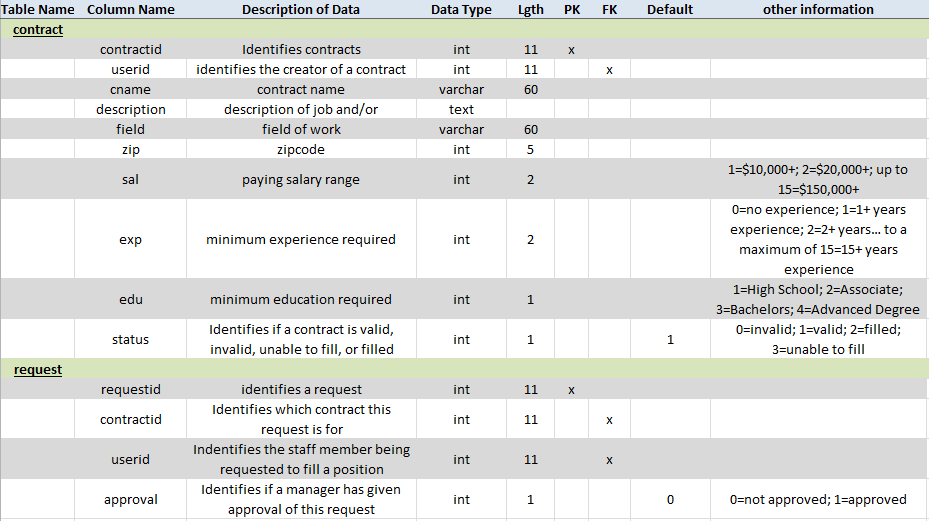 Table Name Column Name Description of Data Data Type Lgth PK FK Default other information
contract
contractid Identifies contracts int 11 x
userid identifies the creator of a contract int 11 x
cname contract name varchar 60
description description of job and/or text
field field of work varchar 60
zip zipcode int 5
sal paying salary range int 2 1=$10,000+; 2=$20,000+; up to
15=$150,000+
exp minimum experience required int 2 0=no experience; 1=1+ years
experience; 2=2+ years... to a
maximum of 15=15+ years
experience
edu minimum education required int 1 1=High School; 2=Associate;
3=Bachelors; 4=Advanced Degree
status Identifies if a contract is valid,
invalid, unable to fill, or filled int 1 1 0=invalid; 1=valid; 2=filled;
3=unable to fill
request
requestid identifies a request int 11 x
contractid Identifies which contract this
request is for int 11 x
userid Indentifies the staff member being
requested to fill a position int 11 x
approval Identifies if a manager has given
approval of this request int 1 0 0=not approved; 1=approved